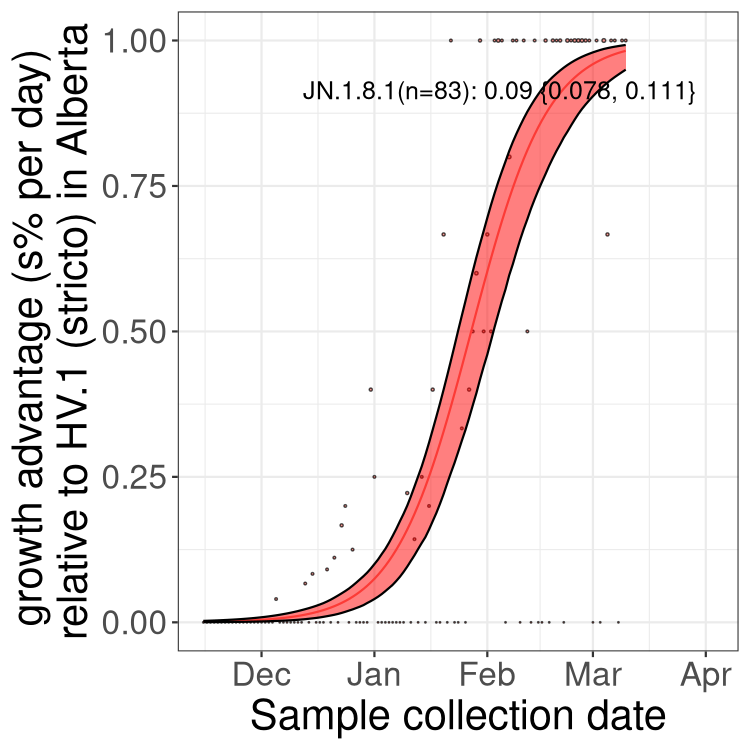 growth advantage (s% per day)
relative to HV.1 (stricto) in Alberta
1.00
0.75
0.50
0.25
0.00
JN.1.8.1(n=83): 0.09 {0.078, 0.111}
Dec Jan Feb Mar Apr
Sample collection date